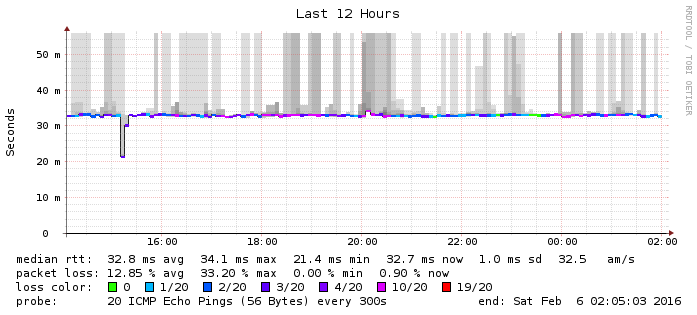 Last 12 Hours
RRDTOOL / TOBI OETIKER
Seconds
50 m
40 m
30 m
20 m
10 m
0
16:00 18:00 20:00 22:00 00:00 02:00
median rtt: 32.8 ms avg 34.1 ms max 21.4 ms min 32.7 ms now 1.0 ms sd 32.5 am/s
packet loss: 12.85 % avg 33.20 % max 0.00 % min 0.90 % now
loss color: 0 1/20 2/20 3/20 4/20 10/20 19/20
probe: 20 ICMP Echo Pings (56 Bytes) every 300s end: Sat Feb 6 02:05:03 2016